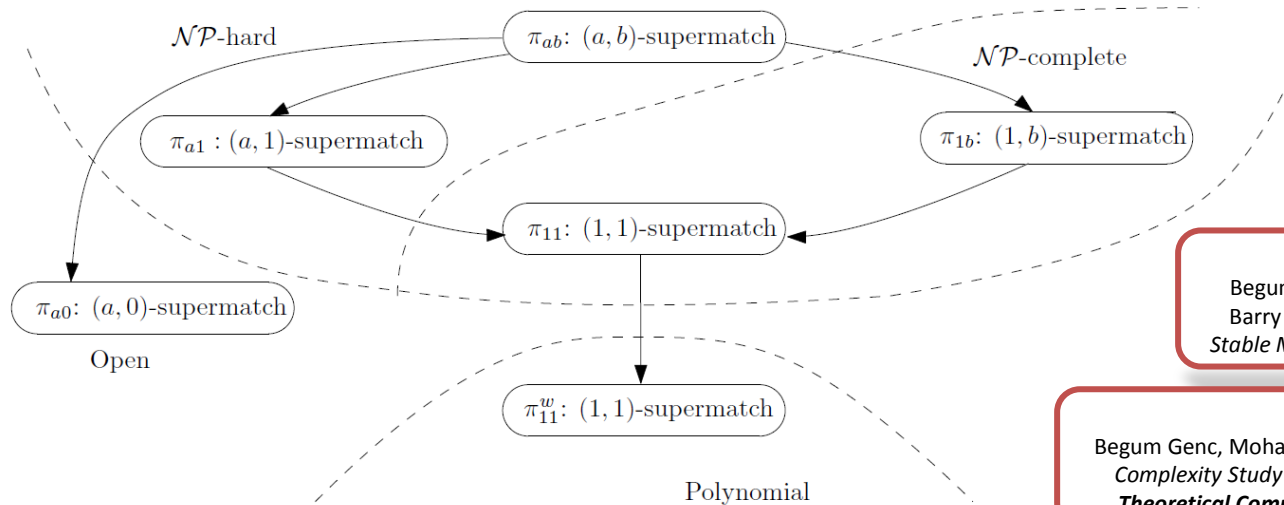 π_ab: (a, b)-supermatch
NP-hard
NP-complete
π_a1 : (a, 1)-supermatch
π_1b: (1, b)-supermatch
π_11: (1, 1)-supermatch
π_a0: (a, 0)-supermatch
Open
π^w_11: (1, 1)-supermatch
Polynomial
Begum
Barry
Stable
Begum Genc, Moha
Complexity Study
Theoretical